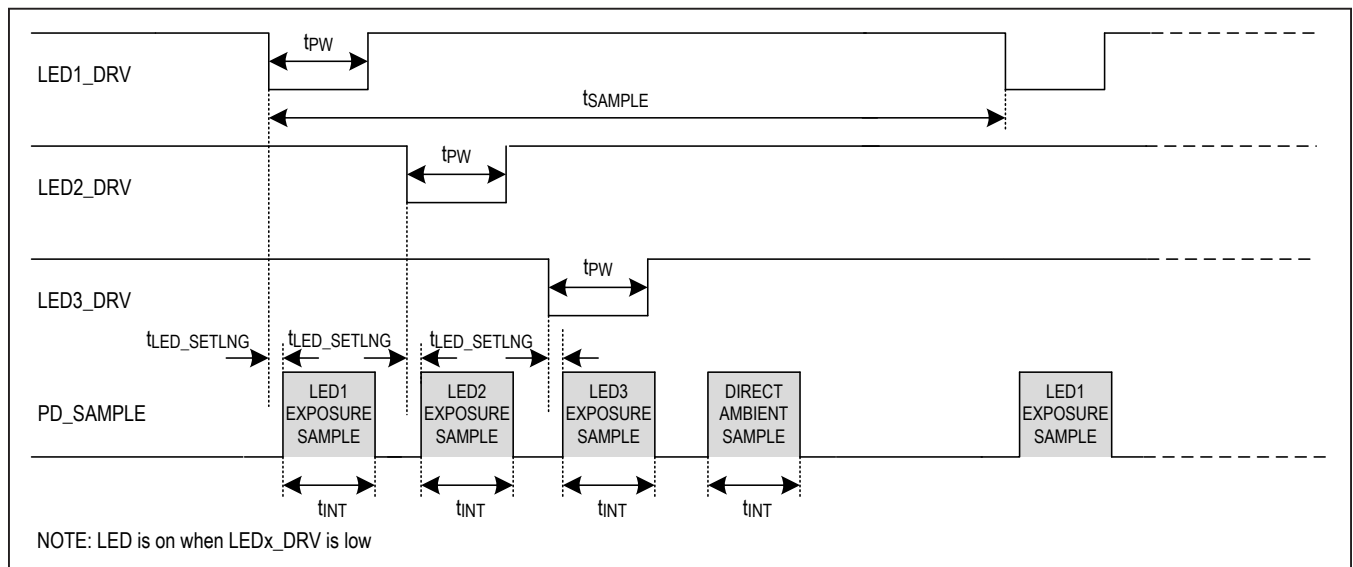 tPW
LED1_DRV
tSAMPLE
tPW
LED2_DRV
tPW
LED3_DRV
tLED_SETLNG tLED_SETLNG tLED_SETLNG
PD_SAMPLE
LED1
EXPOSURE
SAMPLE
LED2
EXPOSURE
SAMPLE
LED3
EXPOSURE
SAMPLE
DIRECT
AMBIENT
SAMPLE
LED1
EXPOSURE
SAMPLE
tINT tINT tINT tINT
NOTE: LED is on when LEDx_DRV is low